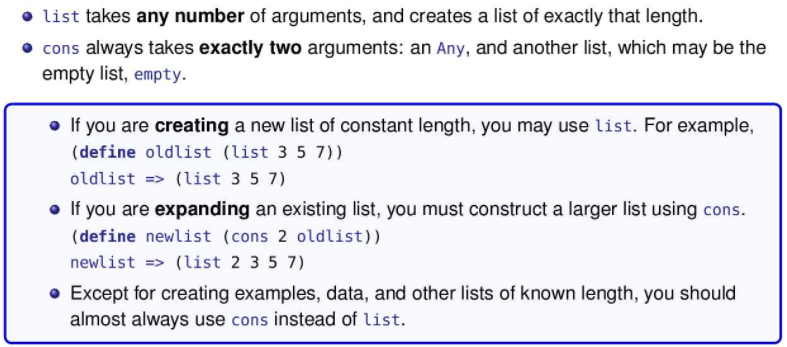 list takes any number of arguments, and creates a list of exactly that length.
cons always takes exactly two arguments: an Any, and another list, which may be the
empty list, empty.
If you are creating a new list of constant length, you may use list. For example,
(define oldlist (list 3 5 7))
oldlist => (list 3 5 7)
If you are expanding an existing list, you must construct a larger list using cons.
(define newlist (cons 2 oldlist))
newlist => (list 2 3 5 7)
Except for creating examples, data, and other lists of known length, you should
almost always use cons instead of list.